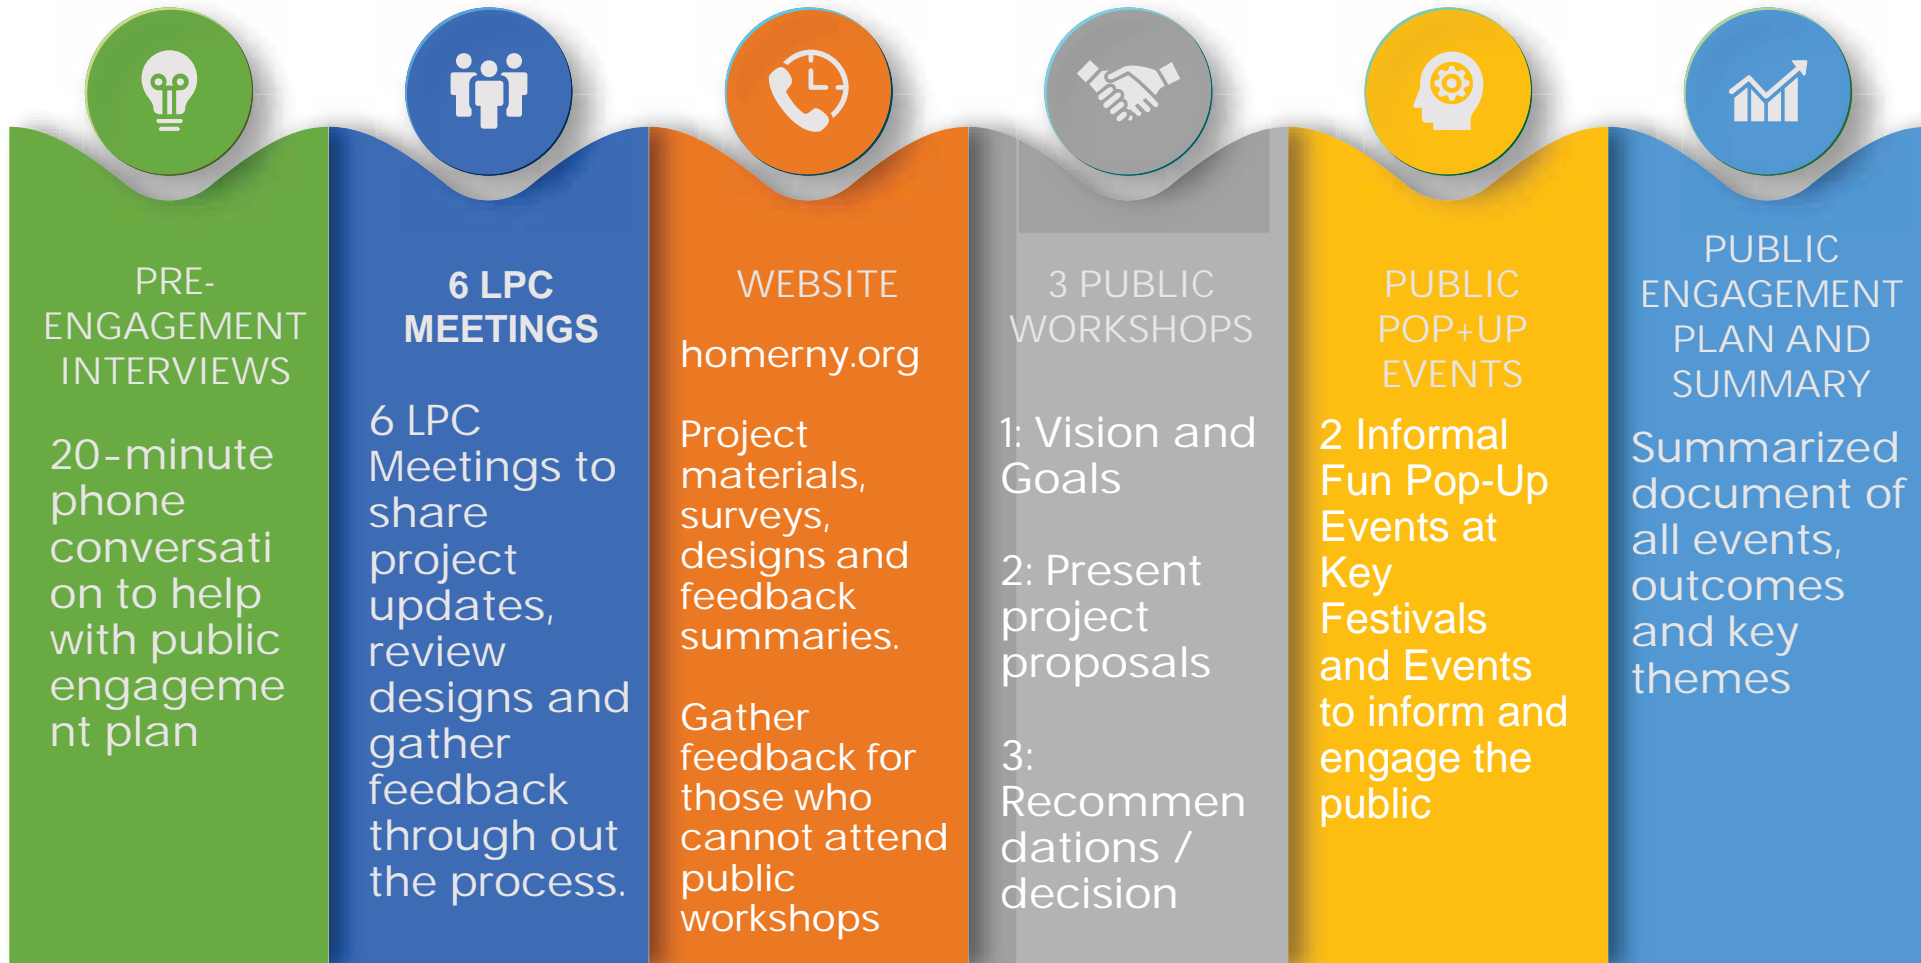 PRE-
ENGAGEMENT
INTERVIEWS
20-minute
phone
conversati
on to help
with public
engageme
nt plan
6 LPC
MEETINGS
6 LPC
Meetings to
share
project
updates,
review
designs and
gather
feedback
through out
the process.
WEBSITE
homerny.org
Project
materials,
surveys,
designs and
feedback
summaries.
Gather
feedback for
those who
cannot attend
public
workshops
3 PUBLIC
WORKSHOPS
1: Vision and
Goals
2: Present
project
proposals
3:
Recommen
dations /
decision
PUBLIC
POP+UP
EVENTS
2 Informal
Fun Pop-Up
Events at
Key
Festivals
and Events
to inform and
engage the
public
PUBLIC
ENGAGEMENT
PLAN AND
SUMMARY
Summarized
document of
all events,
outcomes
and key
themes